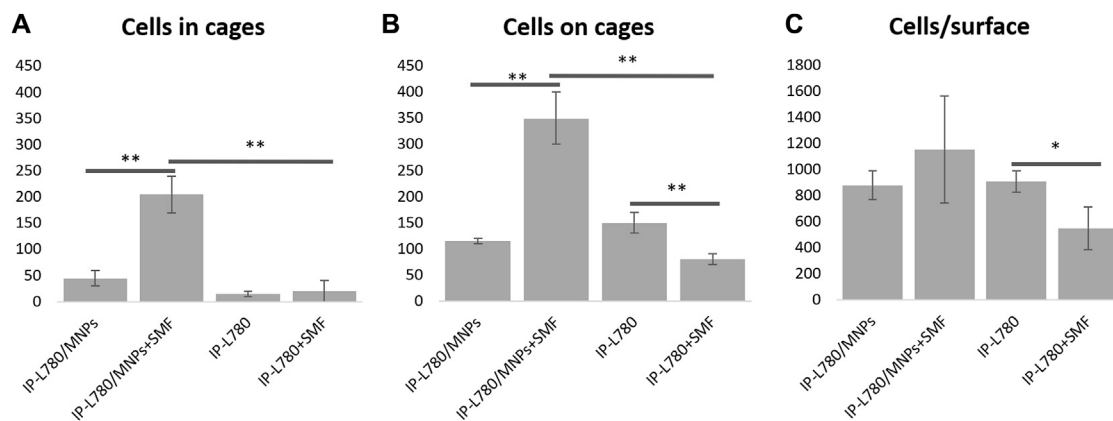 A
Cells in cages
450
400
350
300
250
200
150
100
50
0
**
**
IP-L780/MNPs
IP-L780/MNPs+SMF
IP-L780
IP-L780+SMF
B
Cells on cages
450
400
350
300
250
200
150
100
50
0
**
**
**
IP-L780/MNPs
IP-L780/MNPs+SMF
IP-L780
IP-L780+SMF
C
Cells/surface
1800
1600
1400
1200
1000
800
600
400
200
0
*
IP-L780/MNPs
IP-L780/MNPs+SMF
IP-L780
IP-L780+SMF